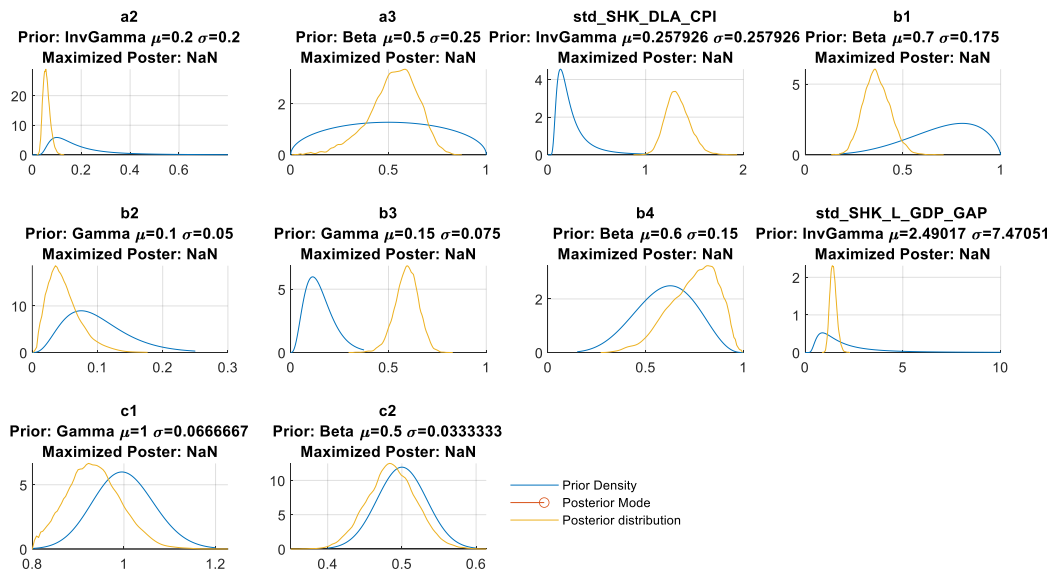 a2
Prior: InvGamma μ=0.2 σ=0.2
Maximized Poster: NaN
20
10
0
0 0.2 0.4 0.6
a3
Prior: Beta μ=0.5 σ=0.25
Maximized Poster: NaN
2
0
0 0.5 1
std_SHK_DLA_CPI
Prior: InvGamma μ=0.257926 σ=0.257926
Maximized Poster: NaN
4
2
0
0 1 2
b1
Prior: Beta μ=0.7 σ=0.175
Maximized Poster: NaN
5
0
0 0.5 1
b2
Prior: Gamma μ=0.1 σ=0.05
Maximized Poster: NaN
10
0
0 0.1 0.2 0.3
b3
Prior: Gamma μ=0.15 σ=0.075
Maximized Poster: NaN
5
0
0 0.5 1
b4
Prior: Beta μ=0.6 σ=0.15
Maximized Poster: NaN
2
0
0 0.5 1
std_SHK_L_GDP_GAP
Prior: InvGamma μ=2.49017 σ=7.47051
Maximized Poster: NaN
2
1
0
0 5 10
c1
Prior: Gamma μ=1 σ=0.0666667
Maximized Poster: NaN
5
0
0.8 1 1.2
c2
Prior: Beta μ=0.5 σ=0.0333333
Maximized Poster: NaN
10
5
0
0.4 0.5 0.6
Prior Density
Posterior Mode
Posterior distribution